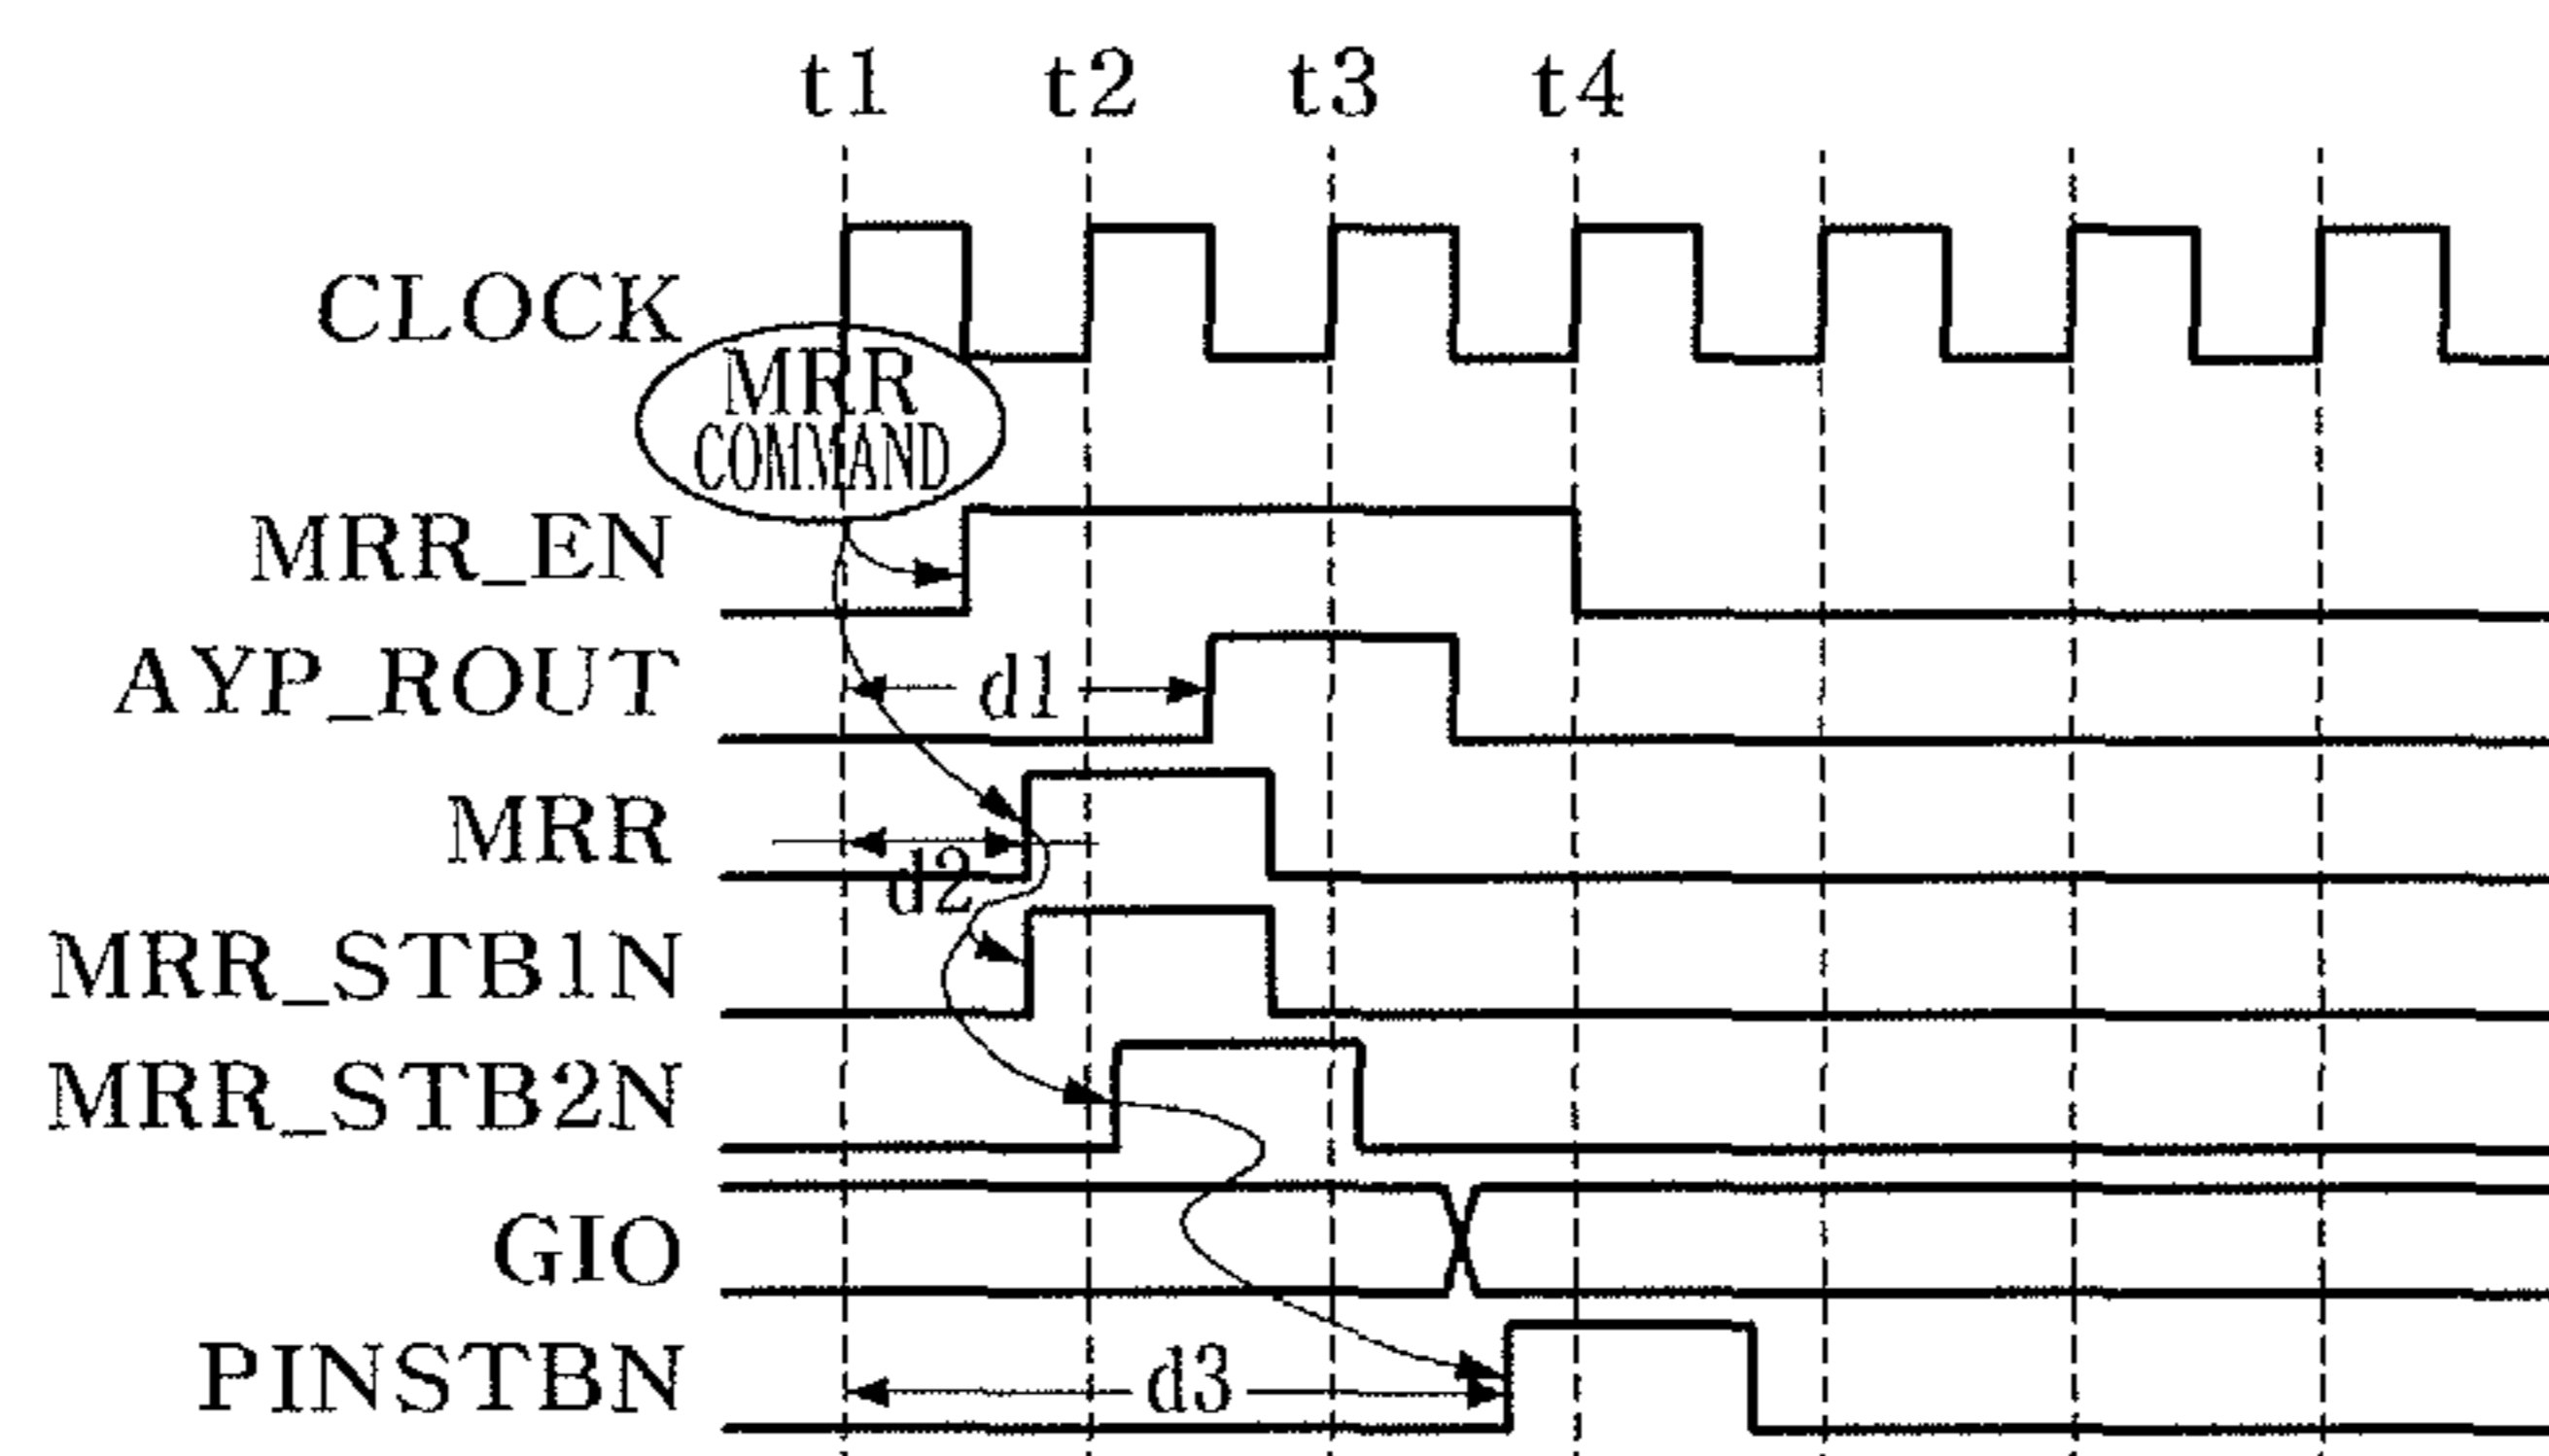 t1 t2 t3 t4
CLOCK
MRR
COMMAND
MRR_EN
AYP_ROUT
d1
MRR
d2
MRR_STB1N
MRR_STB2N
GIO
PINSTBN
d3